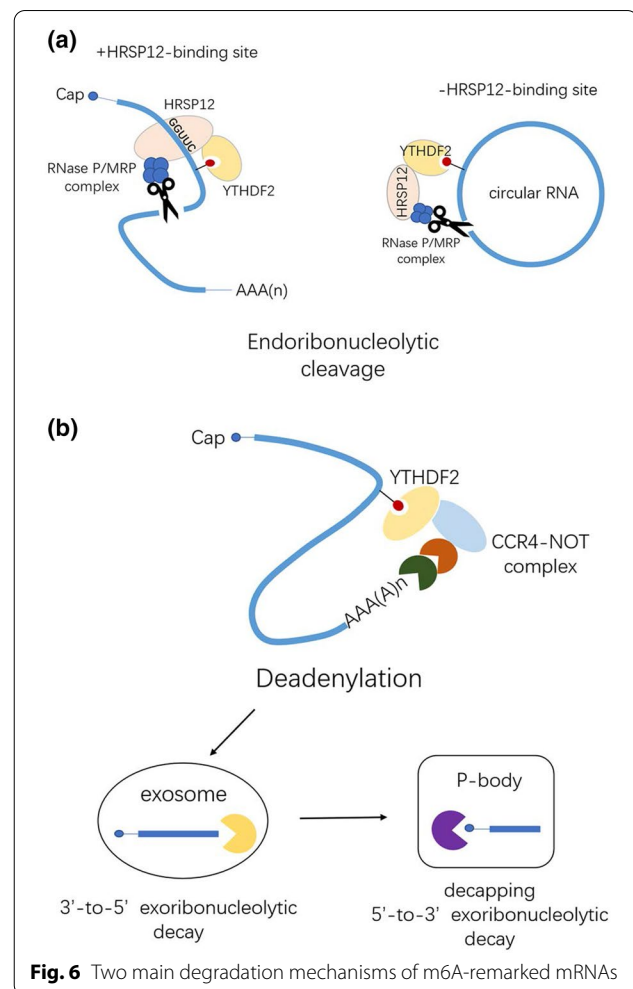 (a)
+HRSP12-binding site
Cap
HRSP12
GGUUC
YTHDF2
RNase P/MRP
complex
AAA(n)
-HRSP12-binding site
YTHDF2
HRSP12
circular RNA
RNase P/MRP
complex
Endoribonucleolytic
cleavage
(b)
Cap
YTHDF2
CCR4-NOT
complex
AAA(A)n
Deadenylation
exosome
3'-to-5' exoribonucleolytic
decay
P-body
decapping
5'-to-3' exoribonucleolytic
decay
Fig. 6 Two main degradation mechanisms of m6A-remarked mRNAs